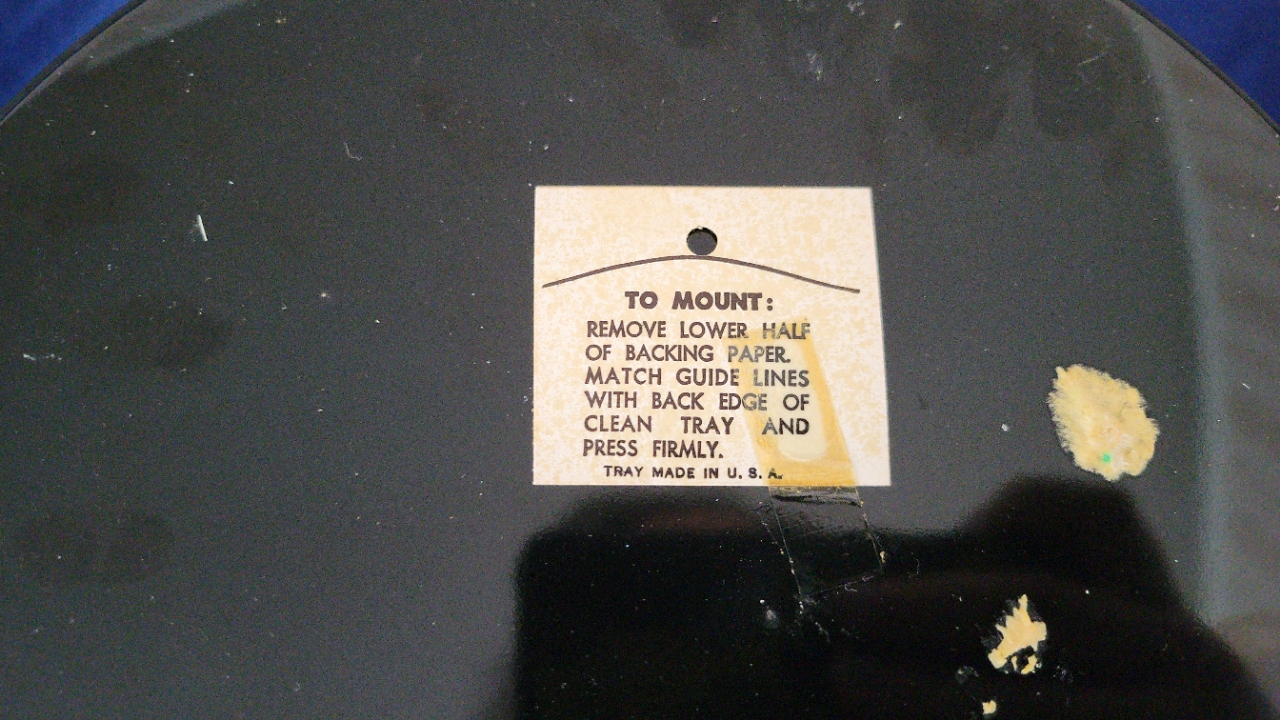 TO MOUNT:
REMOVE LOWER HALF
OF BACKING PAPER.
MATCH GUIDE LINES
WITH BACK EDGE OF
CLEAN TRAY AND
PRESS FIRMLY.
TRAY MADE IN U. S. A.